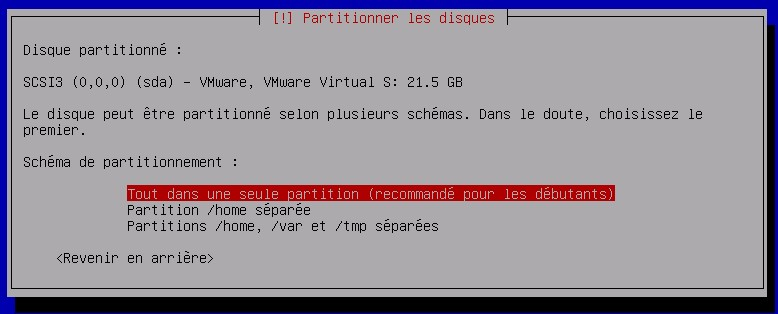 [!] Partitionner les disques
Disque partitionné :
SCSI3 (0,0,0) (sda) - VMware, VMware Virtual S: 21.5 GB
Le disque peut être partitionné selon plusieurs schémas. Dans le doute, choisissez le
premier.
Schéma de partitionnement :
Tout dans une seule partition (recommandé pour les débutants)
Partition /home séparée
Partitions /home, /var et /tmp séparées
<Revenir en arrière>